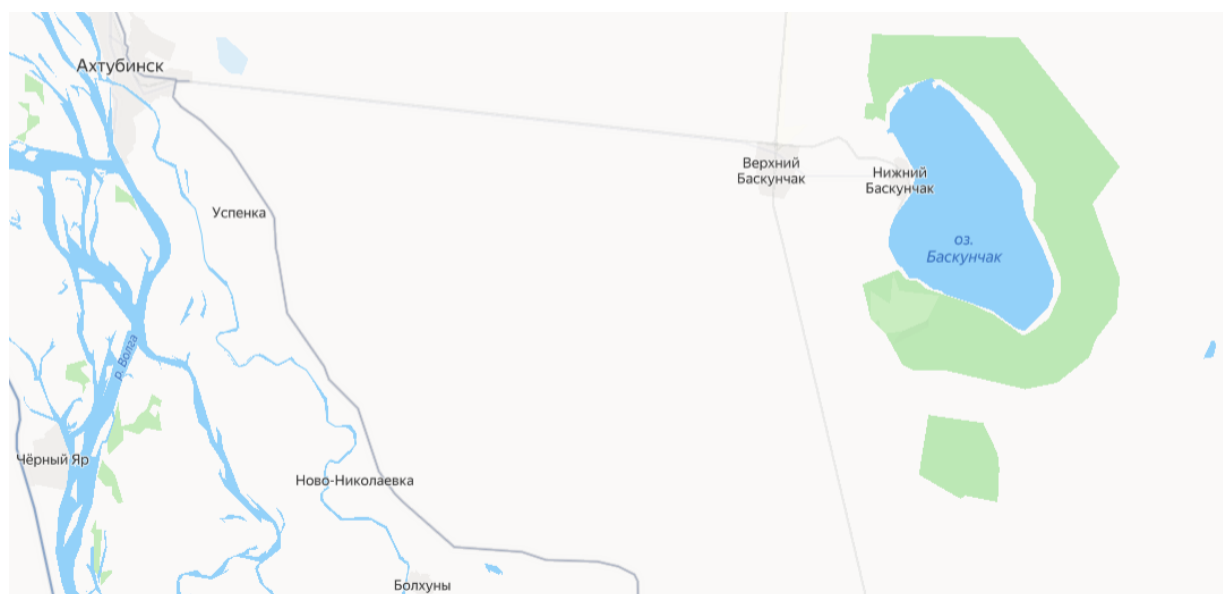 Ахтубинск
Верхний
Баскунчак
Нижний
Баскунчак
Успенка
оз.
Баскунчак
р. Волга
Чёрный Яр
Ново-Николаевка
Болхуны